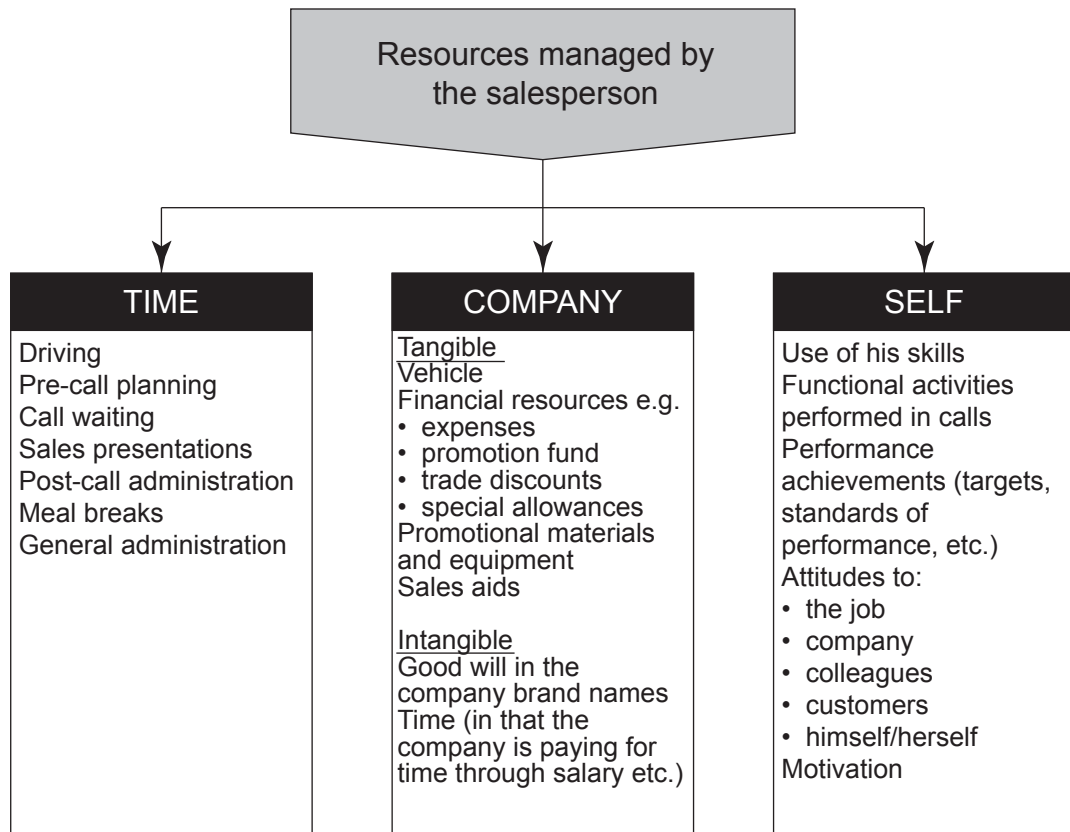 Resources managed by
the salesperson
TIME
Driving
Pre-call planning
Call waiting
Sales presentations
Post-call administration
Meal breaks
General administration
COMPANY
Tangible
Vehicle
Financial resources e.g.
• expenses
• promotion fund
• trade discounts
• special allowances
Promotional materials
and equipment
Sales aids
Intangible
Good will in the
company brand names
Time (in that the
company is paying for
time through salary etc.)
SELF
Use of his skills
Functional activities
performed in calls
Performance
achievements (targets,
standards of
performance, etc.)
Attitudes to:
• the job
• company
• colleagues
• customers
• himself/herself
Motivation